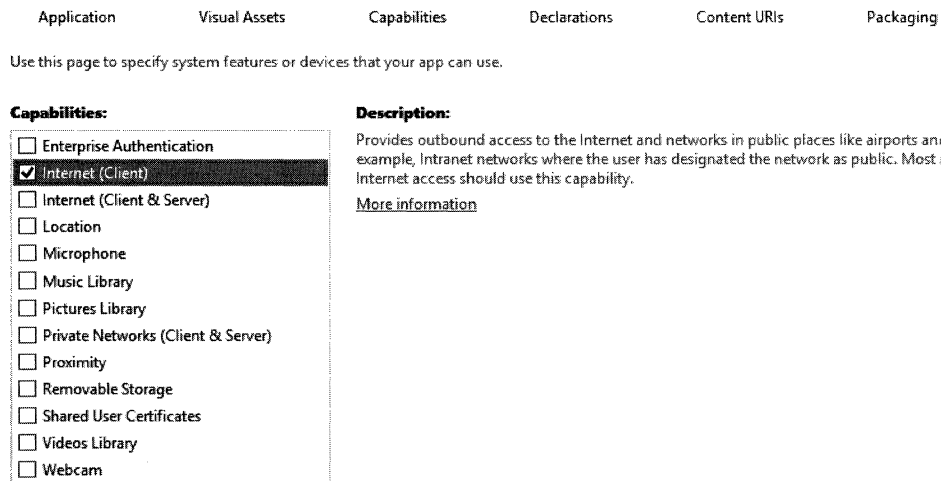 Application Visual Assets Capabilities Declarations Content URIs Packaging
Use this page to specify system features or devices that your app can use.
Capabilities:
Enterprise Authentication
Internet (Client)
Internet (Client & Server)
Location
Microphone
Music Library
Pictures Library
Private Networks (Client & Server)
Proximity
Removable Storage
Shared User Certificates
Videos Library
Webcam
Description:
Provides outbound access to the Internet and networks in public places like airports and
example, Intranet networks where the user has designated the network as public. Most
Internet access should use this capability.
More information